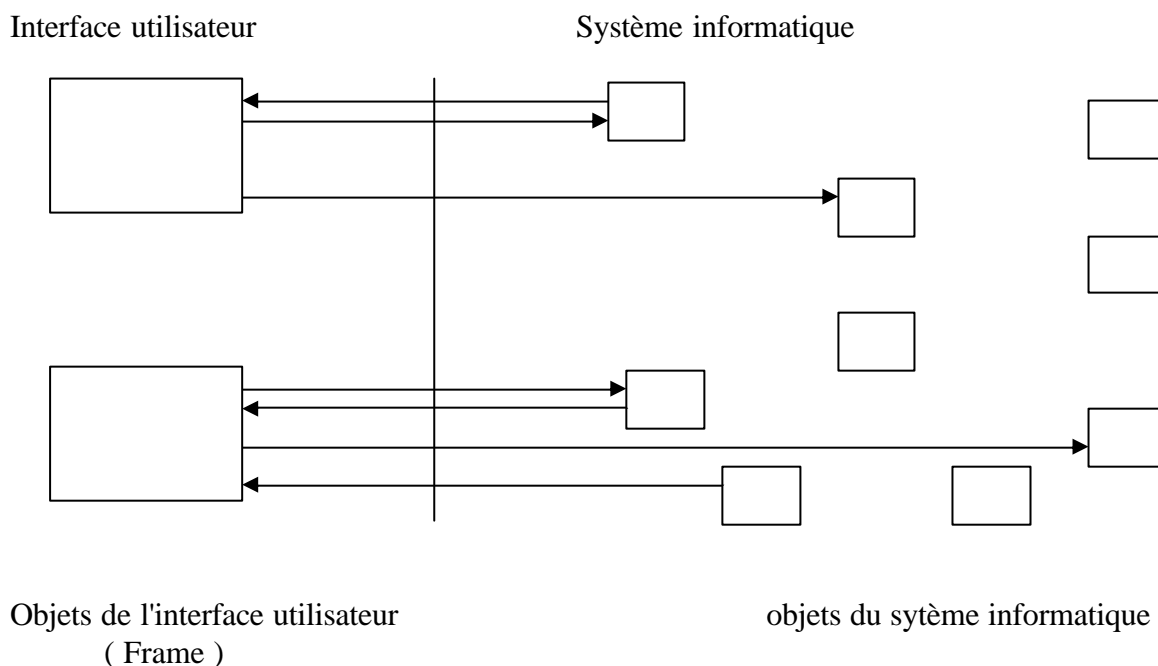 Interface utilisateur
Système informatique
Objets de l'interface utilisateur
( Frame )
objets du sytème informatique